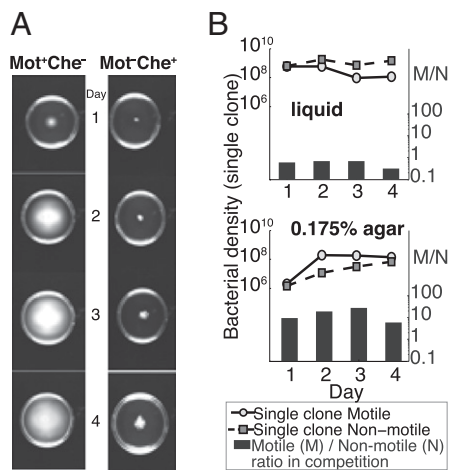 A
Mot⁺Che⁻
Mot⁻Che⁺
Day
1
2
3
4
B
Bacterial density (single clone)
10¹⁰
10⁸
10⁶
liquid
M/N
100
10
1
0.1
1 2 3 4
10¹⁰
10⁸
10⁶
0.175% agar
M/N
100
10
1
0.1
1 2 3 4
Day
Single clone Motile
Single clone Non−motile
Motile (M) / Non-motile (N)
ratio in competition